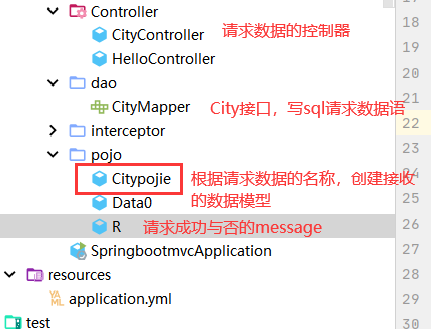 Controller
18
CityController
请求数据的控制器
19
HelloController
20
dao
21
CityMapper
City接口，写sql请求数据语
22
interceptor
23
pojo
24
Citypojie
根据请求数据的名称，创建接收
的数据模型
25
Data0
R
请求成功与否的message
26
SpringbootmvcApplication
27
resources
28
application.yml
29
test
30